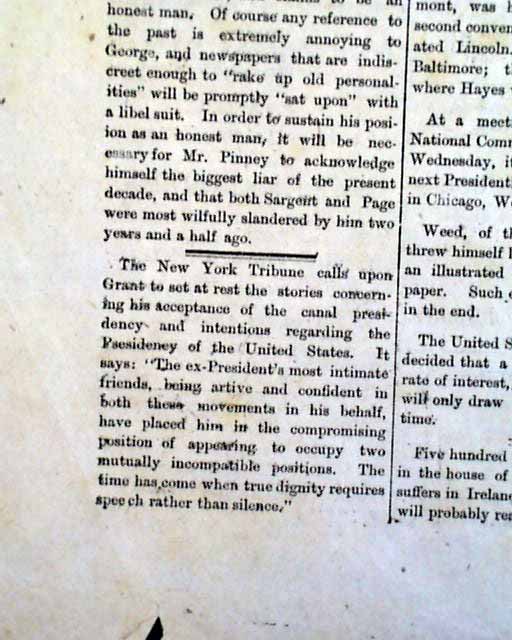 honest man. Of course any reference to
the past is extremely annoying to
George, and newspapers that are indis-
creet enough to "rake up old personal-
ities" will be promptly "sat upon" with
a libel suit. In order to sustain his posi-
ion as an honest man, it will be nec-
essary for Mr. Pinney to acknowledge
himself the biggest liar of the present
decade, and that both Sargent and Page
were most wilfully slandered by him two
years and a half ago.
The New York Tribune calls upon
Grant to set at rest the stories concern-
ing his acceptance of the canal presi-
dency and intentions regarding the
Psesidency of the United States. It
says: "The ex-President's most intimate
friends, being artive and confident in
both these movements in his behalf,
have placed him in the compromising
position of appearing to occupy two
mutually incompatible positions. The
time has come when true dignity requires
spee ch rather than silence."
mont, was
second conven
ated Lincoln.
Baltimore;
where Hayes
At a meet
National Com
Wednesday,
next President
in Chicago, We
Weed, of
threw himself
an illustrated
paper. Such
in the end.
The United S
decided that a
rate of interest,
will only draw
time.
Five hundred
in the house of
suffers in Ireland
will probably rea